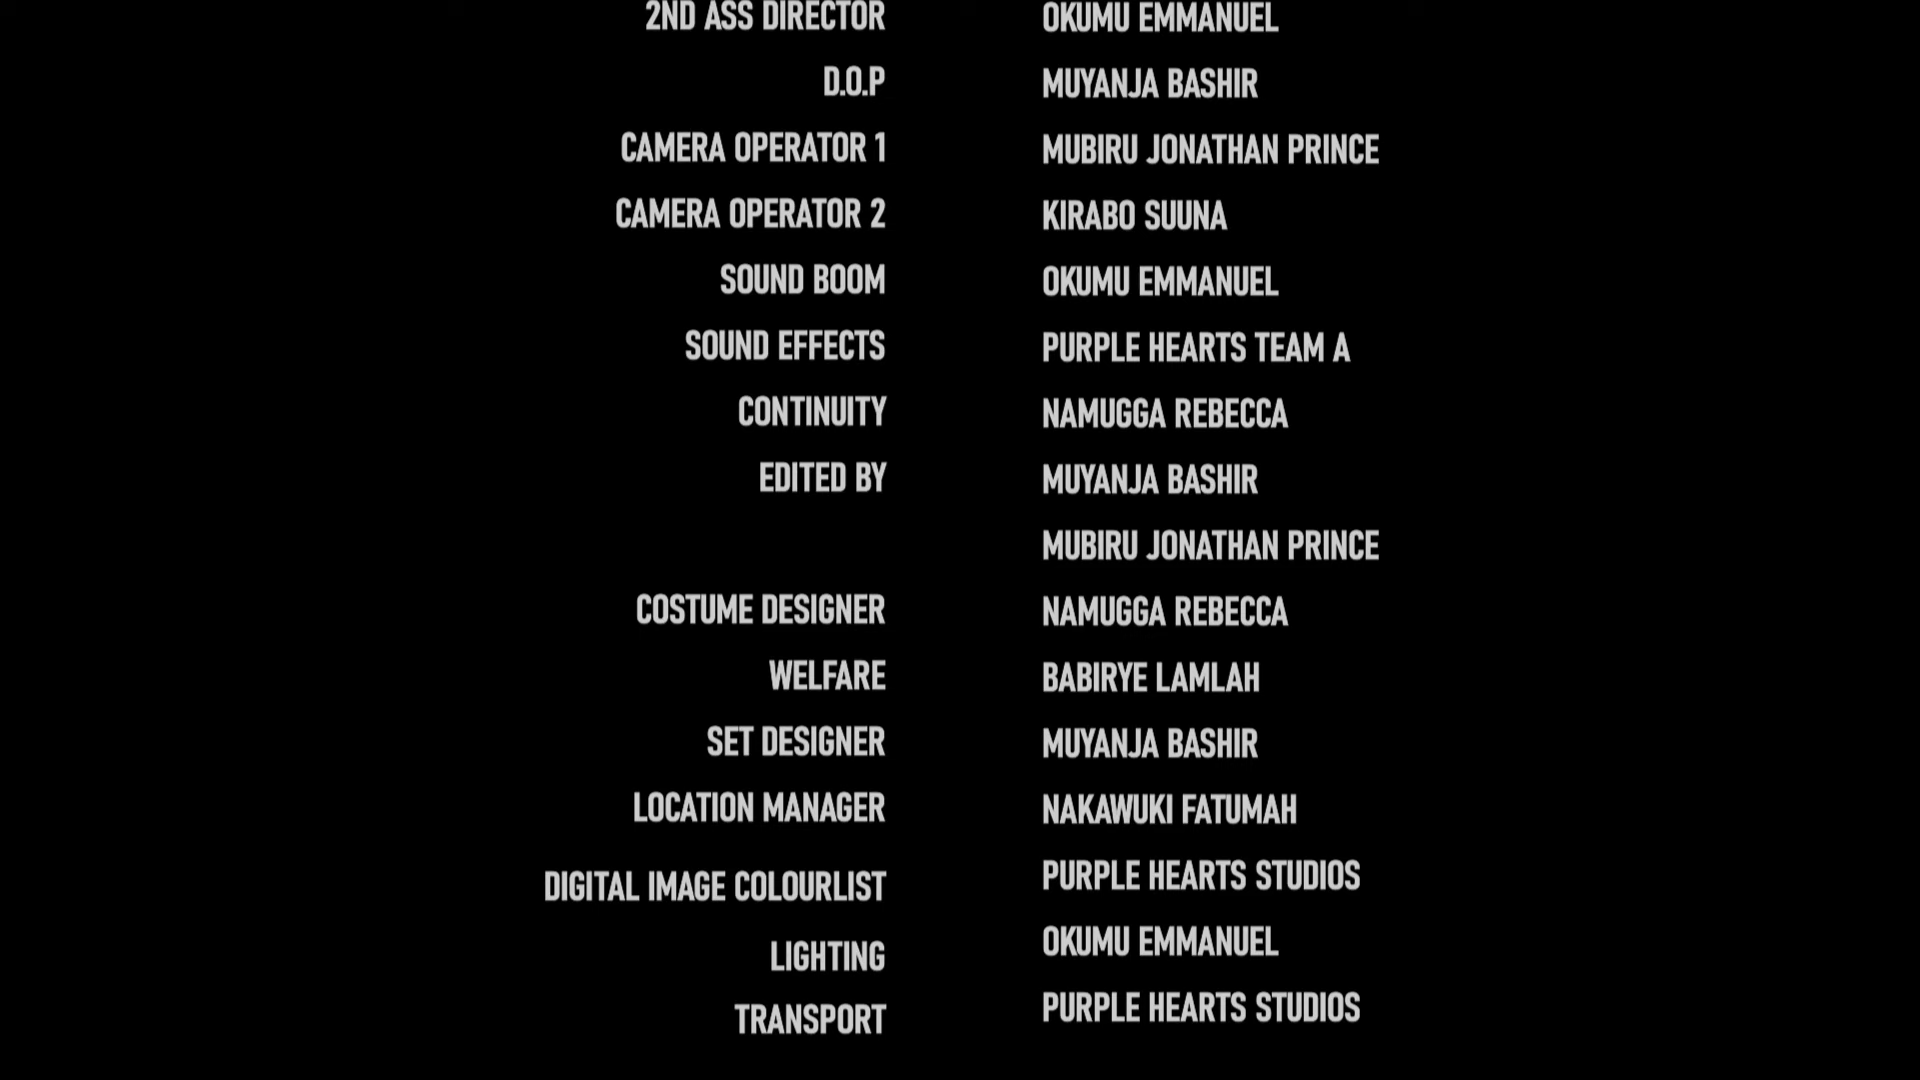 2ND ASS DIRECTOR OKUMU EMMANUEL
D.O.P MUYANJA BASHIR
CAMERA OPERATOR 1 MUBIRU JONATHAN PRINCE
CAMERA OPERATOR 2 KIRABO SUUNA
SOUND BOOM OKUMU EMMANUEL
SOUND EFFECTS PURPLE HEARTS TEAM A
CONTINUITY NAMUGGA REBECCA
EDITED BY MUYANJA BASHIR
MUBIRU JONATHAN PRINCE
COSTUME DESIGNER NAMUGGA REBECCA
WELFARE BABIRYE LAMLAH
SET DESIGNER MUYANJA BASHIR
LOCATION MANAGER NAKAWUKI FATUMAH
DIGITAL IMAGE COLOURLIST PURPLE HEARTS STUDIOS
LIGHTING OKUMU EMMANUEL
TRANSPORT PURPLE HEARTS STUDIOS